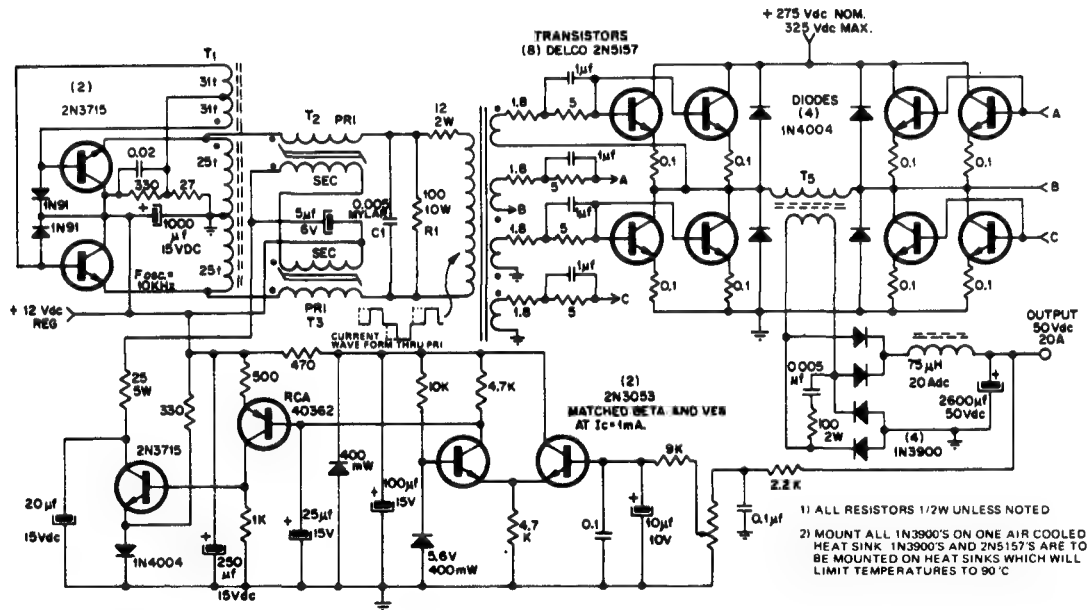 + 275 Vdc NOM.
325 Vdc MAX.
TRANSISTORS
(8) DELCO 2N5157
T1
31t
31t
(2)
2N3715
25t
0.02
330
27
1N91
1N91
+
1000
µf
15VDC
25t
Fosc.=
10KHz
+ 12 Vdc
REG
T2 PRI
SEC
5µf
6V
+
SEC
PRI
T3
0.005
MYLAR
C1
12
2W
100
10W
R1
CURRENT
WAVE FORM THRU PRI
1µf
1.8
5
1µf
1.8
5
A
B
1µf
1.8
5
1µf
1.8
5
C
DIODES
(4)
1N4004
0.1
0.1
0.1
0.1
T5
0.1
0.1
0.1
0.1
A
B
C
OUTPUT
50Vdc
20A
0.005
µf
100
2W
75µH
20Adc
+
2600µf
50Vdc
(4)
1N3900
25
5W
330
500
RCA
40362
470
10K
4.7K
(2)
2N3053
MATCHED BETA AND VEB
AT Ic=1mA.
2N3715
20µf
15Vdc
1N4004
+
250
µf
15Vdc
1K
+
25µf
15V
400
mW
+
100µf
15V
5.6V
400mW
4.7
K
0.1
+
10µf
10V
9K
2.2K
0.1µf
1) ALL RESISTORS 1/2W UNLESS NOTED
2) MOUNT ALL 1N3900'S ON ONE AIR COOLED
HEAT SINK 1N3900'S AND 2N5157'S ARE TO
BE MOUNTED ON HEAT SINKS WHICH WILL
LIMIT TEMPERATURES TO 90°C